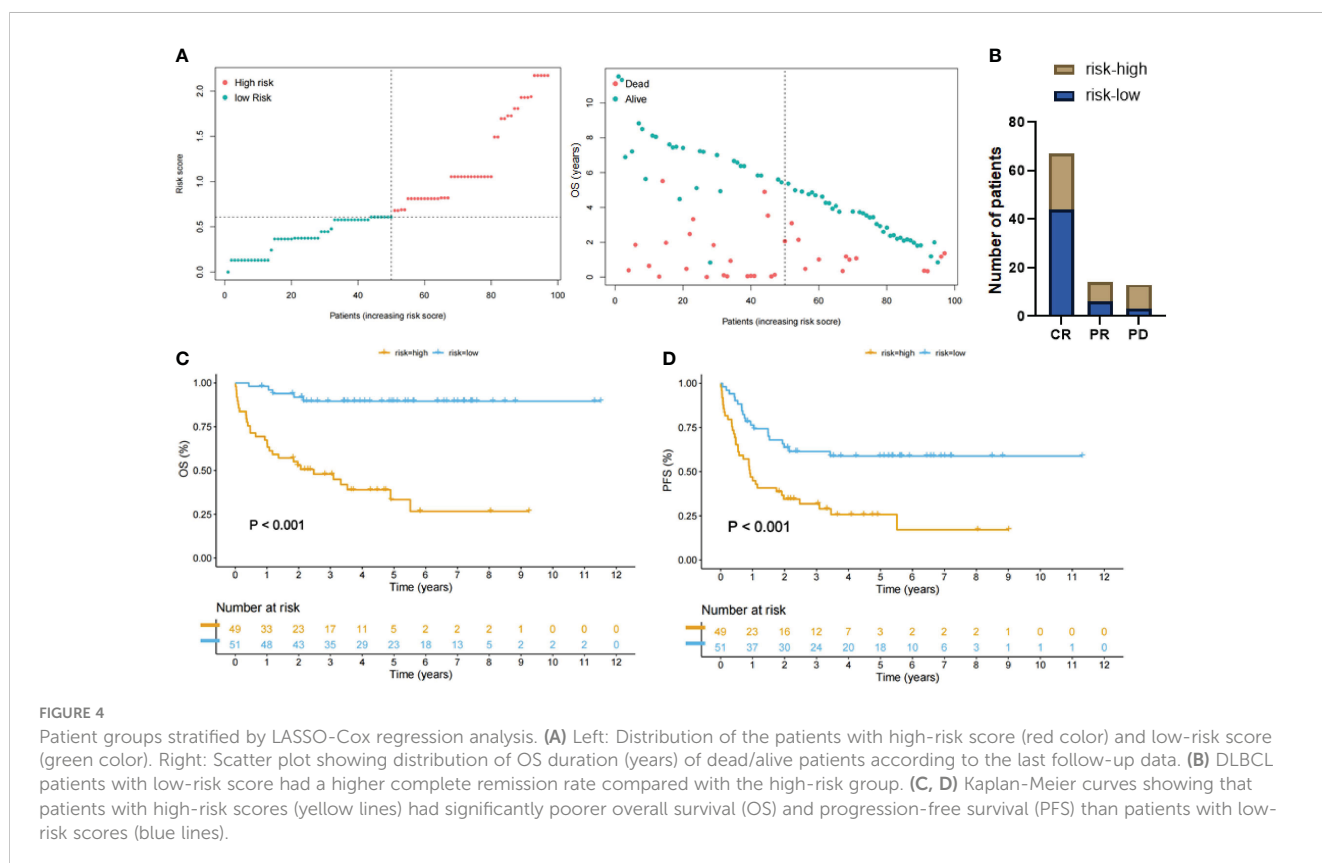 A
High risk
low Risk
Risk score
2.0
1.5
1.0
0.5
0.0
0 20 40 60 80 100
Patients (increasing risk socre)
Dead
Alive
OS (years)
10
8
6
4
2
0
0 20 40 60 80 100
Patients (increasing risk socre)
B
risk-high
risk-low
Number of patients
80
60
40
20
0
CR PR PD
C
risk=high risk=low
OS (%)
1.00
0.75
0.50
0.25
0.00
P < 0.001
0 1 2 3 4 5 6 7 8 9 10 11 12
Time (years)
Number at risk
49 33 23 17 11 5 2 2 2 1 0 0 0
51 48 43 35 29 23 18 13 5 2 2 2 0
0 1 2 3 4 5 6 7 8 9 10 11 12
Time (years)
D
risk=high risk=low
PFS (%)
1.00
0.75
0.50
0.25
0.00
P < 0.001
0 1 2 3 4 5 6 7 8 9 10 11 12
Time (years)
Number at risk
49 23 16 12 7 3 2 2 2 1 0 0 0
51 37 30 24 20 18 10 6 3 1 1 1 0
0 1 2 3 4 5 6 7 8 9 10 11 12
Time (years)
FIGURE 4
Patient groups stratified by LASSO-Cox regression analysis. (A) Left: Distribution of the patients with high-risk score (red color) and low-risk score
(green color). Right: Scatter plot showing distribution of OS duration (years) of dead/alive patients according to the last follow-up data. (B) DLBCL
patients with low-risk score had a higher complete remission rate compared with the high-risk group. (C, D) Kaplan-Meier curves showing that
patients with high-risk scores (yellow lines) had significantly poorer overall survival (OS) and progression-free survival (PFS) than patients with low-
risk scores (blue lines).